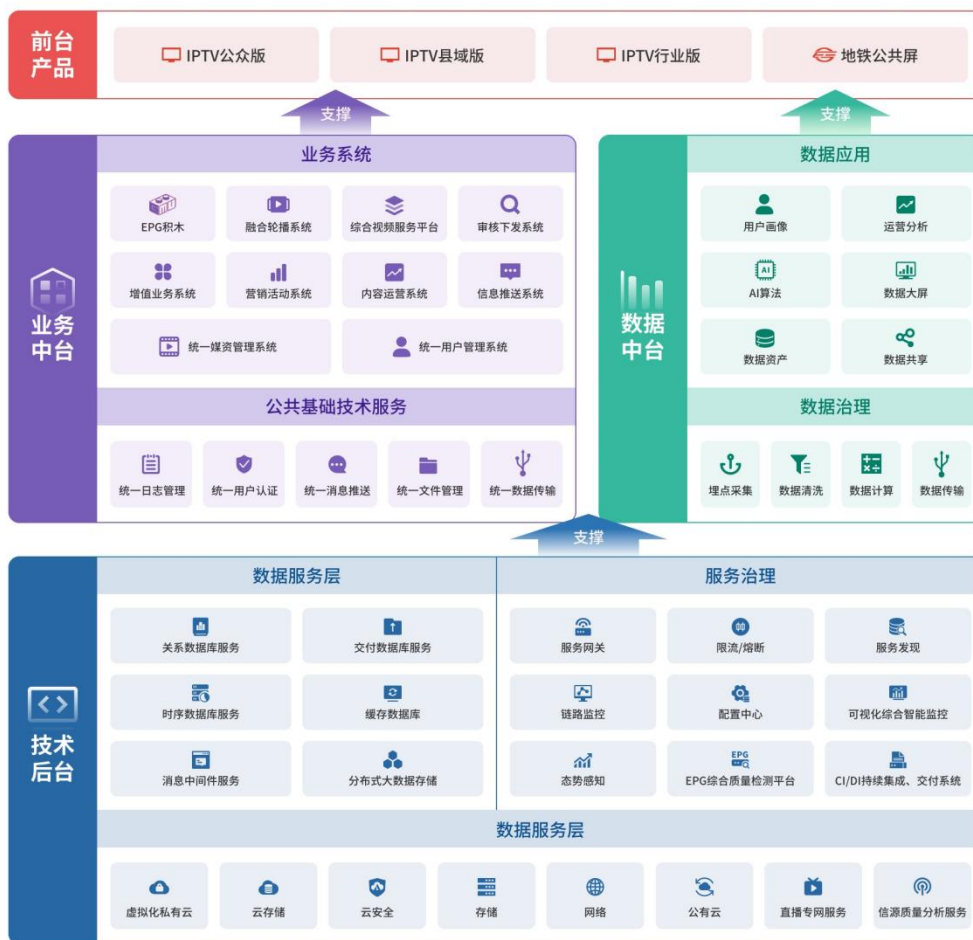 前台
产品
IPTV公众版
IPTV县域版
IPTV行业版
地铁公共屏
支撑
支撑
业务
中台
业务系统
EPG积木
融合轮播系统
综合视频服务平台
审核下发系统
增值业务系统
营销活动系统
内容运营系统
信息推送系统
统一媒资管理系统
统一用户管理系统
公共基础技术服务
统一日志管理
统一用户认证
统一消息推送
统一文件管理
统一数据传输
数据
中台
数据应用
用户画像
运营分析
AI
AI算法
数据大屏
数据资产
数据共享
数据治理
埋点采集
数据清洗
数据计算
数据传输
支撑
技术
后台
数据服务层
关系数据库服务
交付数据库服务
时序数据库服务
缓存数据库
消息中间件服务
分布式大数据存储
服务治理
服务网关
限流/熔断
服务发现
链路监控
配置中心
可视化综合智能监控
态势感知
EPG
EPG综合质量检测平台
CI/DI持续集成、交付系统
数据服务层
虚拟化私有云
云存储
云安全
存储
网络
公有云
直播专网服务
信源质量分析服务